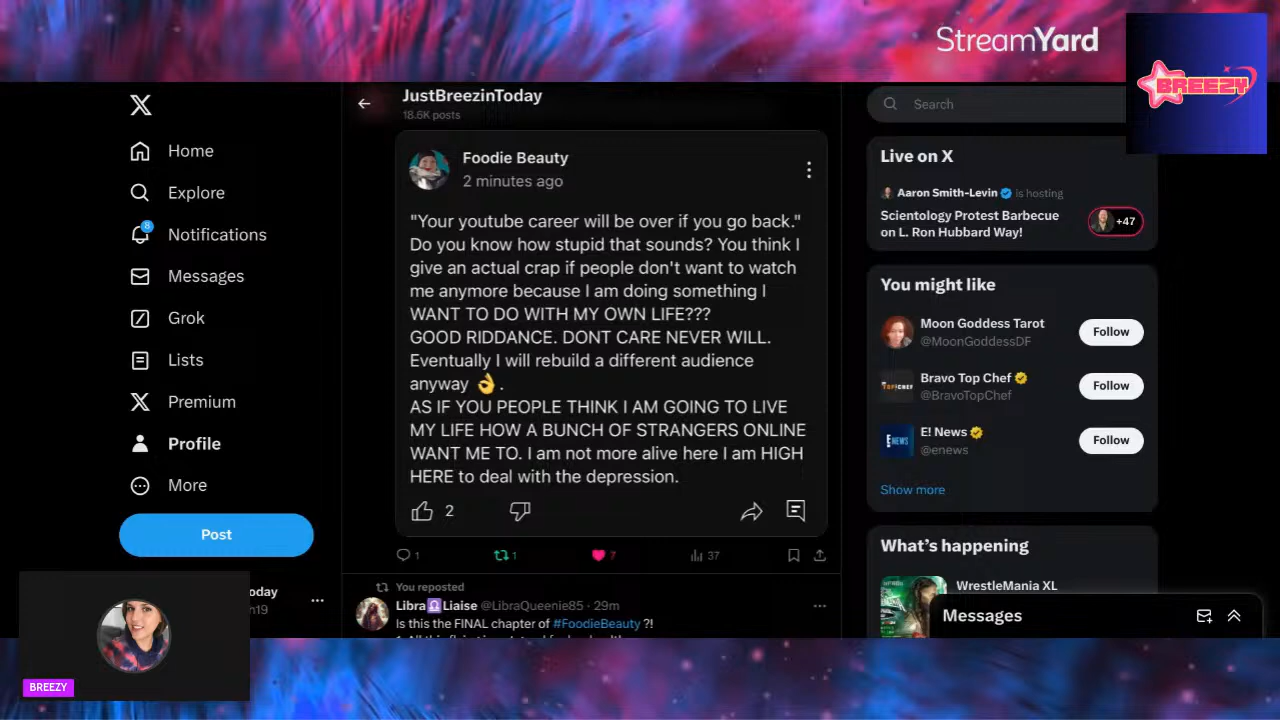 StreamYard
BREEZY
JustBreezinToday
18.6K posts
Home
Explore
8
Notifications
Messages
Grok
Lists
Premium
Profile
More
Post
oday
n19
BREEZY
Foodie Beauty
2 minutes ago
"Your youtube career will be over if you go back."
Do you know how stupid that sounds? You think I
give an actual crap if people don't want to watch
me anymore because I am doing something I
WANT TO DO WITH MY OWN LIFE???
GOOD RIDDANCE. DONT CARE NEVER WILL.
Eventually I will rebuild a different audience
anyway 👌.
AS IF YOU PEOPLE THINK I AM GOING TO LIVE
MY LIFE HOW A BUNCH OF STRANGERS ONLINE
WANT ME TO. I am not more alive here I am HIGH
HERE to deal with the depression.
2
1
1
7
37
You reposted
Libra♎Liaise @LibraQueenie85 · 29m
Is this the FINAL chapter of #FoodieBeauty ?!
Search
Live on X
Aaron Smith-Levin is hosting
Scientology Protest Barbecue
on L. Ron Hubbard Way!
+47
You might like
Moon Goddess Tarot
@MoonGoddessDF
Follow
TOP CHEF
Bravo Top Chef
@BravoTopChef
Follow
E NEWS
E! News
@enews
Follow
Show more
What's happening
WrestleMania XL
Messages